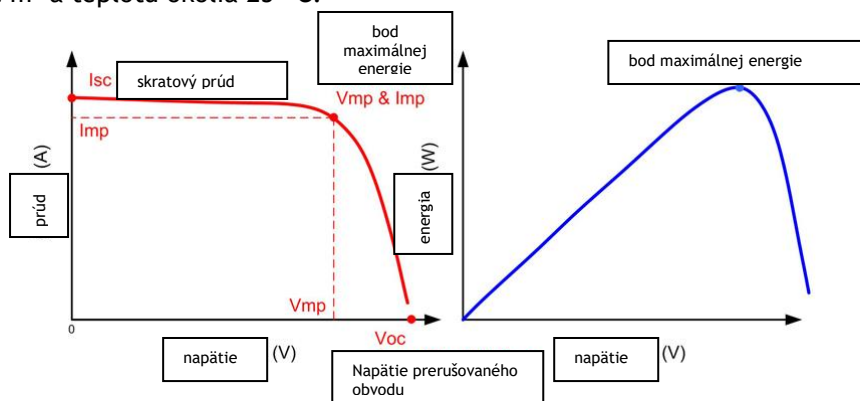 /m² a teplota okolia 25 °C.
bod
maximálnej
energie
bod maximálnej energie
Isc
skratový prúd
Vmp & Imp
Imp
(A)
(W)
prúd
energia
Vmp
0
Voc
napätie
(V)
Napätie prerušovaného
obvodu
napätie
(V)